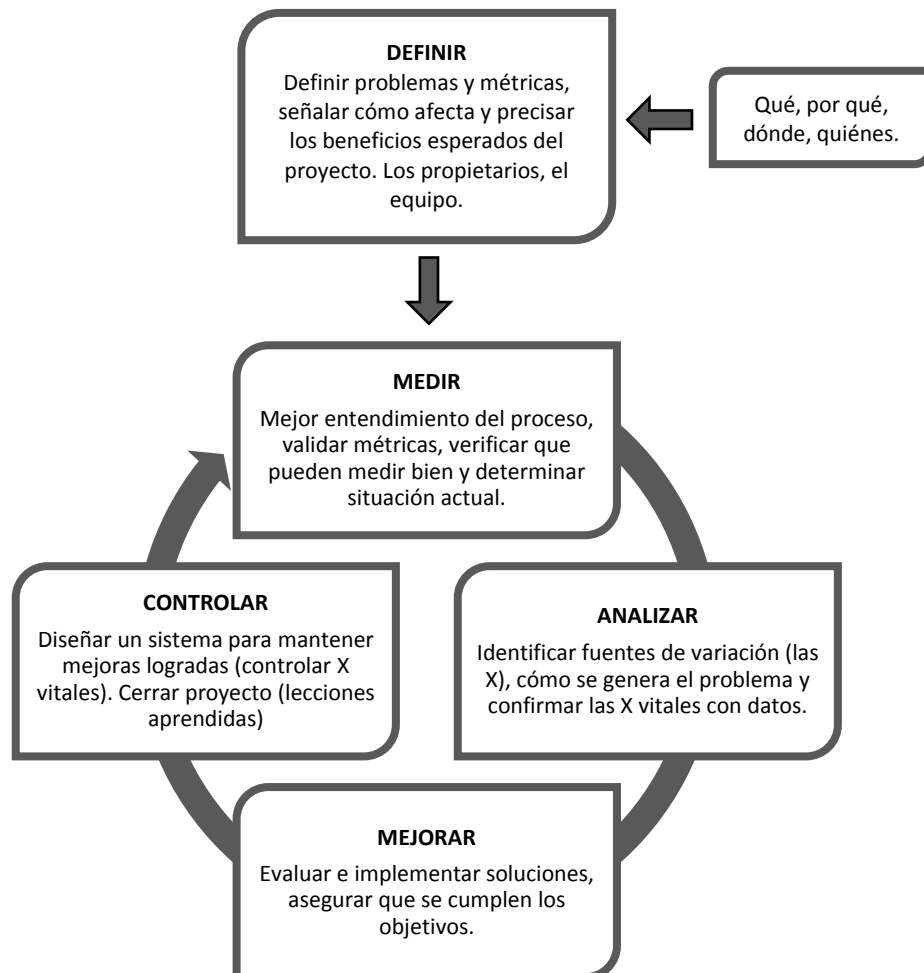 DEFINIR
Definir problemas y métricas,
señalar cómo afecta y precisar
los beneficios esperados del
proyecto. Los propietarios, el
equipo.
Qué, por qué,
dónde, quiénes.
MEDIR
Mejor entendimiento del proceso,
validar métricas, verificar que
pueden medir bien y determinar
situación actual.
ANALIZAR
Identificar fuentes de variación (las
X), cómo se genera el problema y
confirmar las X vitales con datos.
MEJORAR
Evaluar e implementar soluciones,
asegurar que se cumplen los
objetivos.
CONTROLAR
Diseñar un sistema para mantener
mejoras logradas (controlar X
vitales). Cerrar proyecto (lecciones
aprendidas)